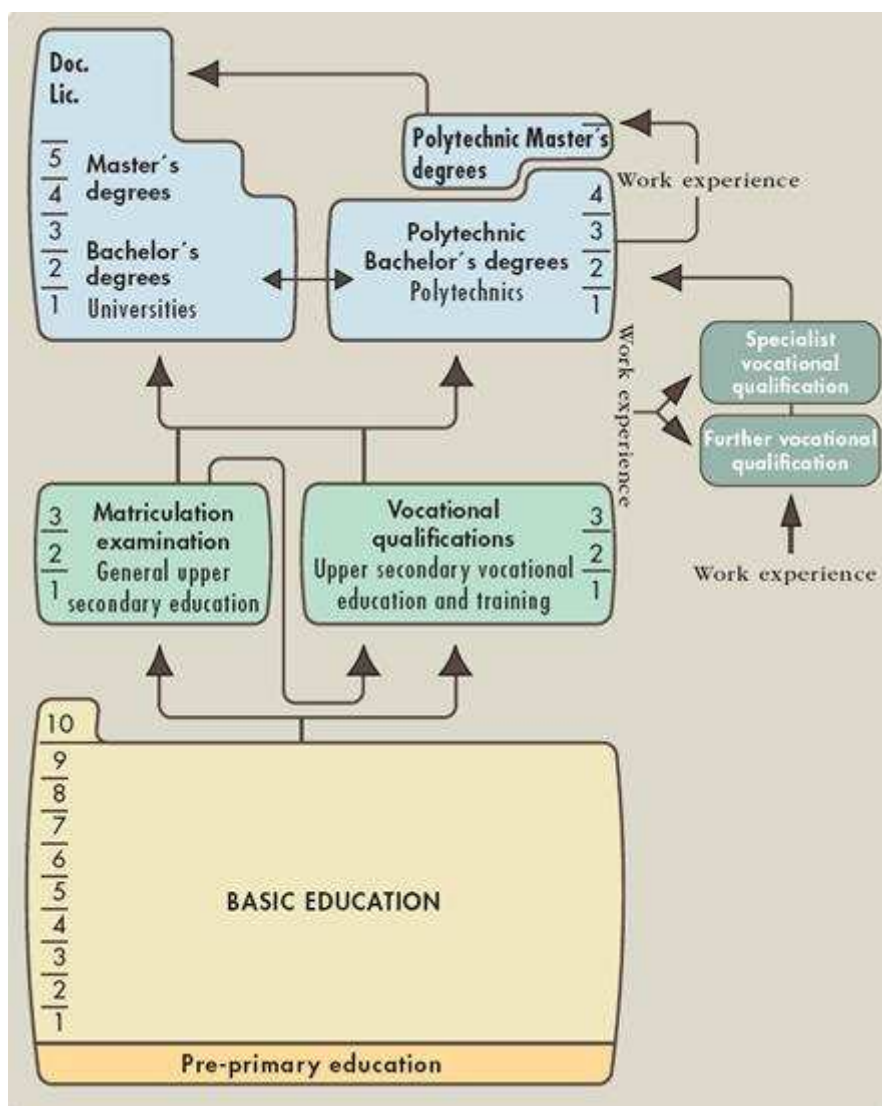 Doc.
Lic.
5
4
3
2
1
Master´s
degrees
Bachelor´s
degrees
Universities
Polytechnic Master´s
degrees
Work experience
Polytechnic
Bachelor´s degrees
Polytechnics
4
3
2
1
Work experience
Specialist
vocational
qualification
Further vocational
qualification
Work experience
3
2
1
Matriculation
examination
General upper
secondary education
Vocational
qualifications
Upper secondary vocational
education and training
3
2
1
10
9
8
7
6
5
4
3
2
1
BASIC EDUCATION
Pre-primary education